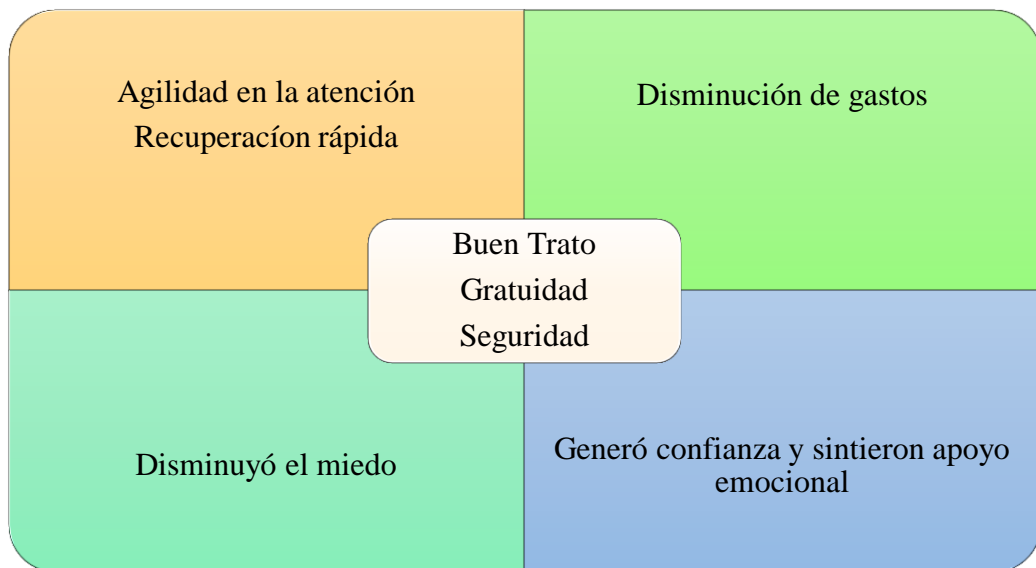 Agilidad en la atención
Recuperacíon rápida
Disminución de gastos
Buen Trato
Gratuidad
Seguridad
Disminuyó el miedo
Generó confianza y sintieron apoyo
emocional